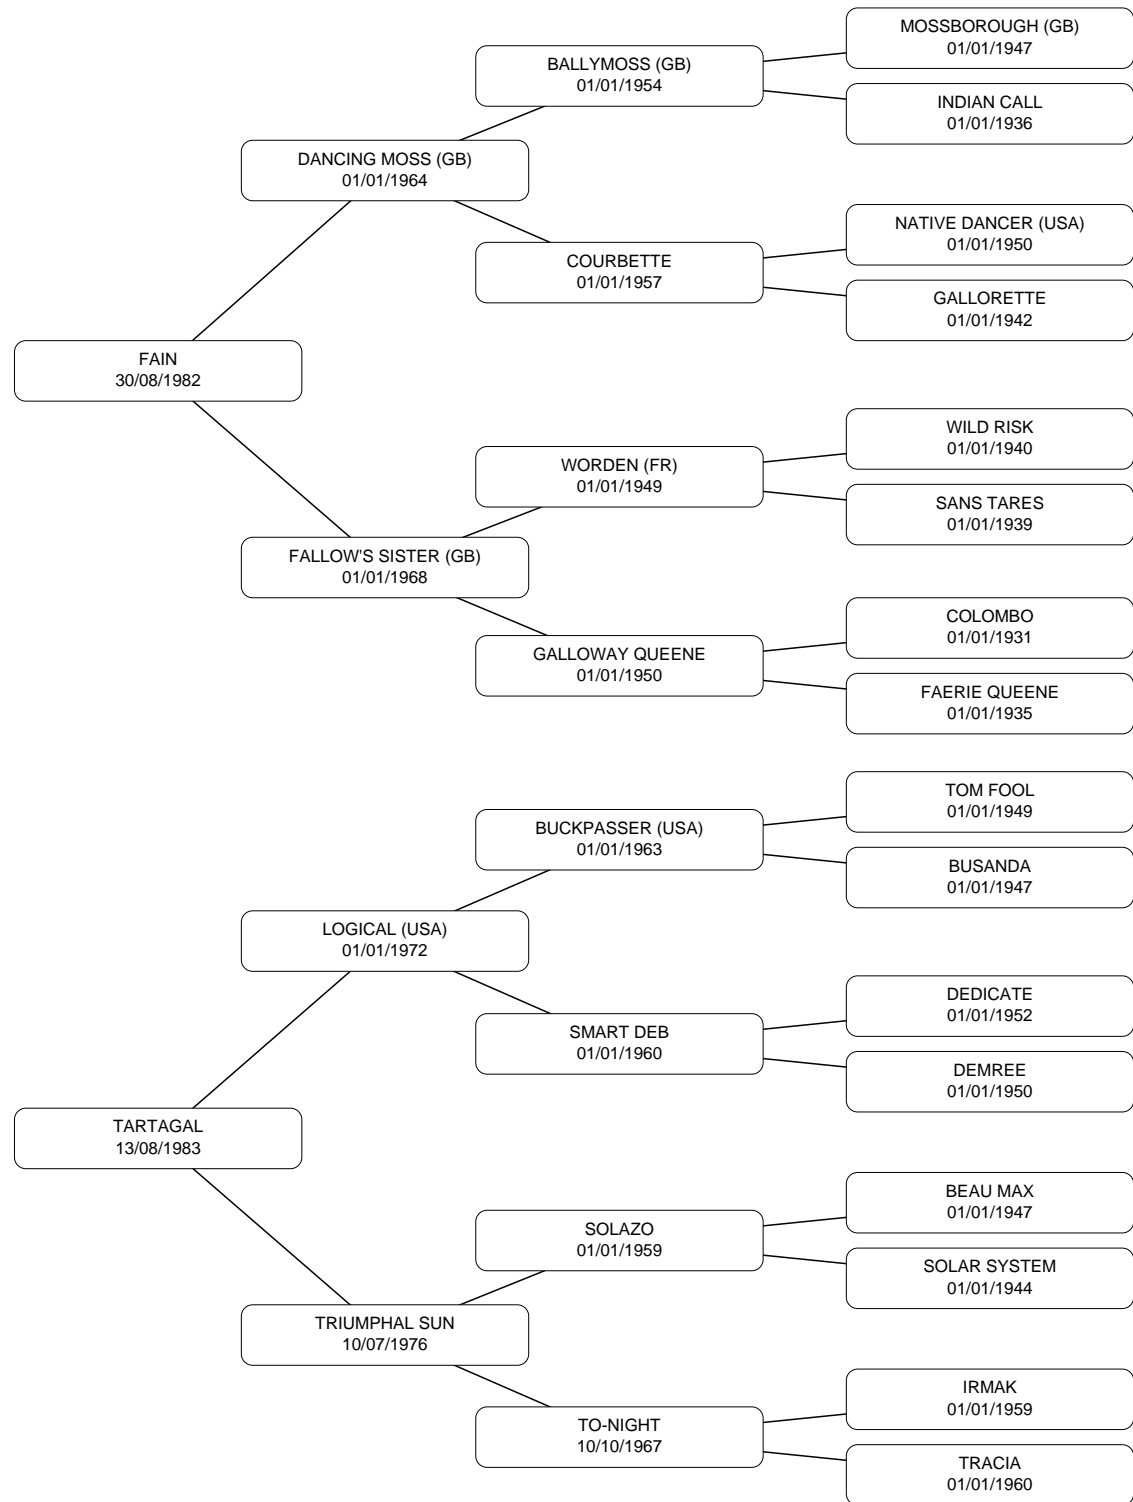 MOSSBOROUGH (GB)
01/01/1947
BALLYMOSS (GB)
01/01/1954
INDIAN CALL
01/01/1936
DANCING MOSS (GB)
01/01/1964
NATIVE DANCER (USA)
01/01/1950
COURBETTE
01/01/1957
GALLORETTE
01/01/1942
FAIN
30/08/1982
WILD RISK
01/01/1940
WORDEN (FR)
01/01/1949
SANS TARES
01/01/1939
FALLOW'S SISTER (GB)
01/01/1968
COLOMBO
01/01/1931
GALLOWAY QUEENE
01/01/1950
FAERIE QUEENE
01/01/1935
TOM FOOL
01/01/1949
BUCKPASSER (USA)
01/01/1963
BUSANDA
01/01/1947
LOGICAL (USA)
01/01/1972
DEDICATE
01/01/1952
SMART DEB
01/01/1960
DEMREE
01/01/1950
TARTAGAL
13/08/1983
BEAU MAX
01/01/1947
SOLAZO
01/01/1959
SOLAR SYSTEM
01/01/1944
TRIUMPHAL SUN
10/07/1976
IRMAK
01/01/1959
TO-NIGHT
10/10/1967
TRACIA
01/01/1960